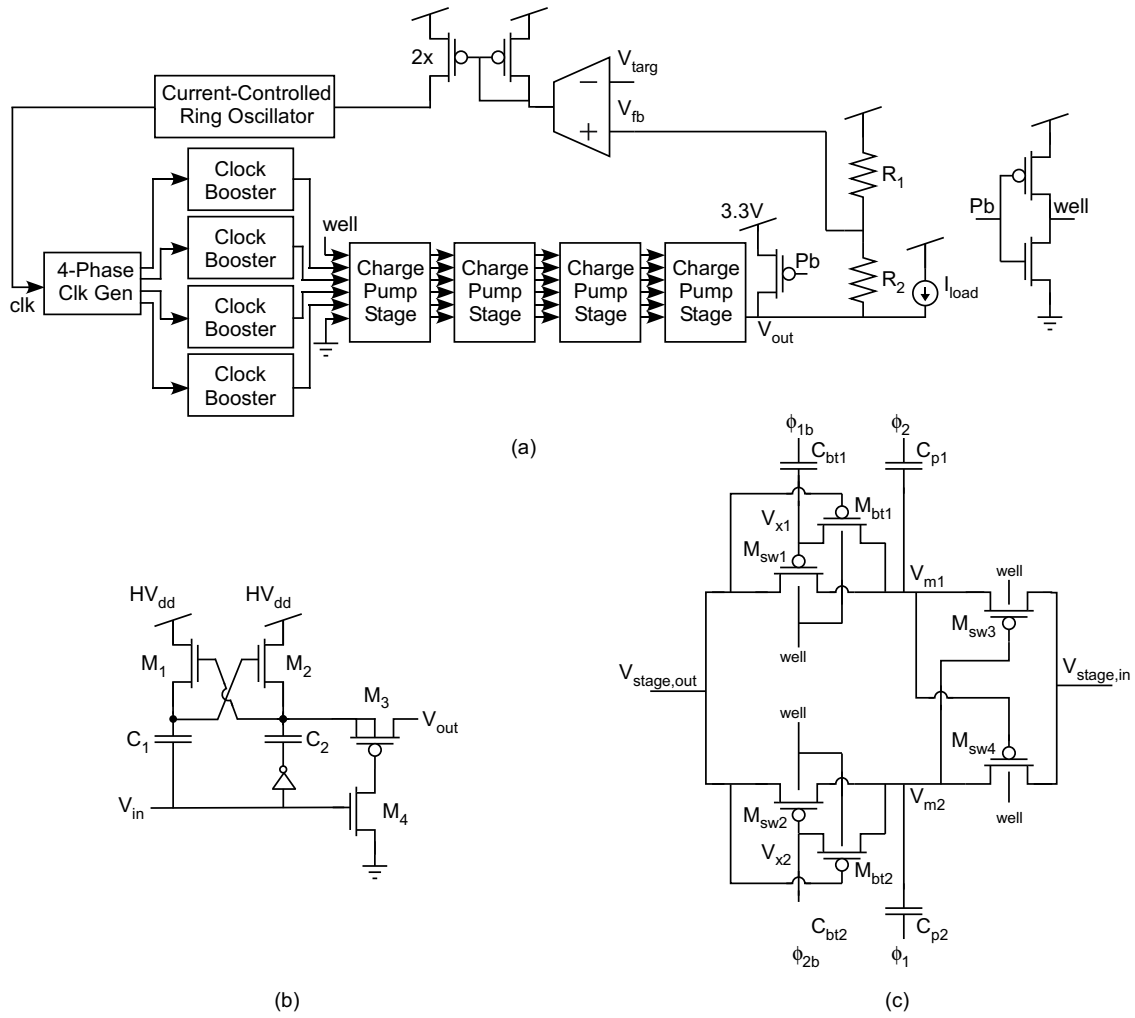 2x
V_targ
V_fb
−
+
Current-Controlled
Ring Oscillator
Clock
Booster
Clock
Booster
Clock
Booster
Clock
Booster
4-Phase
Clk Gen
clk
well
Charge
Pump
Stage
Charge
Pump
Stage
Charge
Pump
Stage
Charge
Pump
Stage
3.3V
Pb
V_out
R_1
R_2
I_load
Pb
well
(a)
HV_dd
HV_dd
M_1
M_2
M_3
V_out
C_1
C_2
V_in
M_4
(b)
ϕ_1b
ϕ_2
C_bt1
C_p1
M_bt1
V_x1
M_sw1
V_m1
well
M_sw3
well
V_stage,out
V_stage,in
well
M_sw4
V_m2
well
M_sw2
V_x2
M_bt2
C_bt2
C_p2
ϕ_2b
ϕ_1
(c)